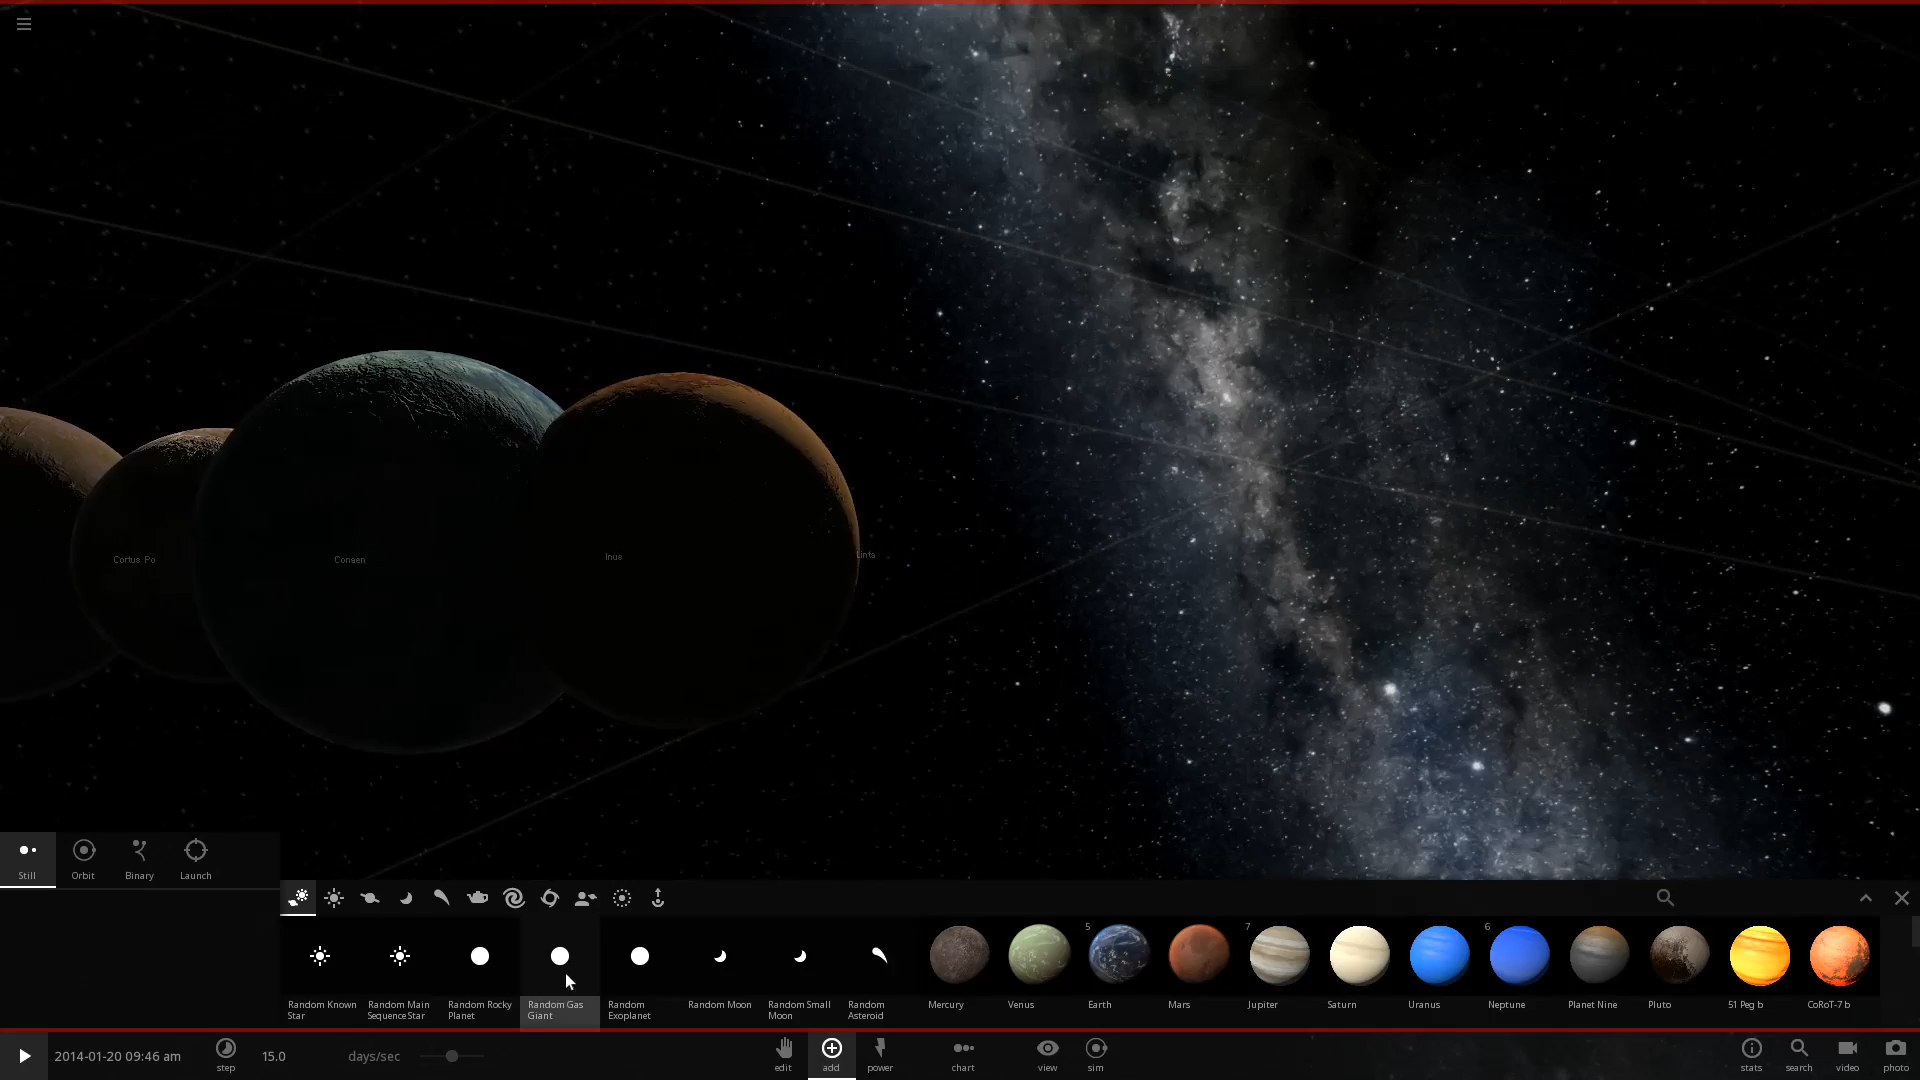 Cortus Po
Conaen
Inus
Lints
Still
Orbit
Binary
Launch
5
7
6
Random Known
Star
Random Main
Sequence Star
Random Rocky
Planet
Random Gas
Giant
Random
Exoplanet
Random Moon
Random Small
Moon
Random
Asteroid
Mercury
Venus
Earth
Mars
Jupiter
Saturn
Uranus
Neptune
Planet Nine
Pluto
51 Peg b
CoRoT-7 b
2014-01-20 09:46 am
step
15.0
days/sec
edit
add
power
chart
view
sim
stats
search
video
photo